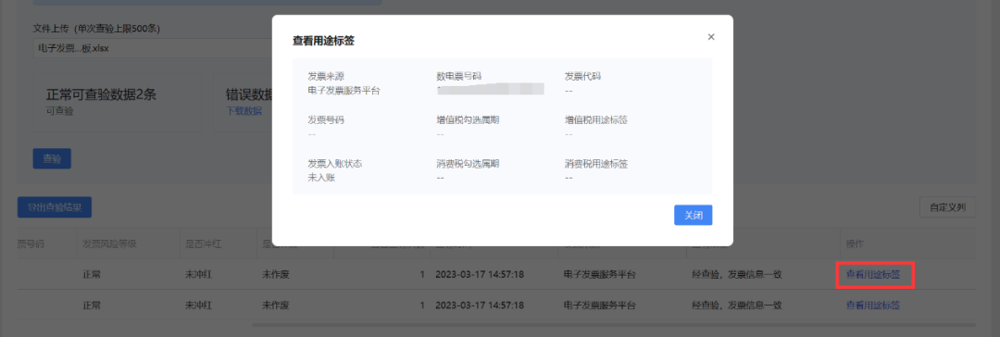 文件上传（单次查验上限500条）
电子发票...板.xlsx
正常可查验数据2条
可查验
错误数据
下载数据
查验
导出查验结果
自定义列
查看用途标签
×
发票来源 数电票号码 发票代码
电子发票服务平台 --
发票号码 增值税勾选属期 增值税用途标签
-- -- --
发票入账状态 消费税勾选属期 消费税用途标签
未入账 -- --
关闭
票号码 发票风险等级 是否冲红 操作
正常 未冲红 未作废 1 2023-03-17 14:57:18 电子发票服务平台 经查验，发票信息一致 查看用途标签
正常 未冲红 未作废 1 2023-03-17 14:57:18 电子发票服务平台 经查验，发票信息一致 查看用途标签